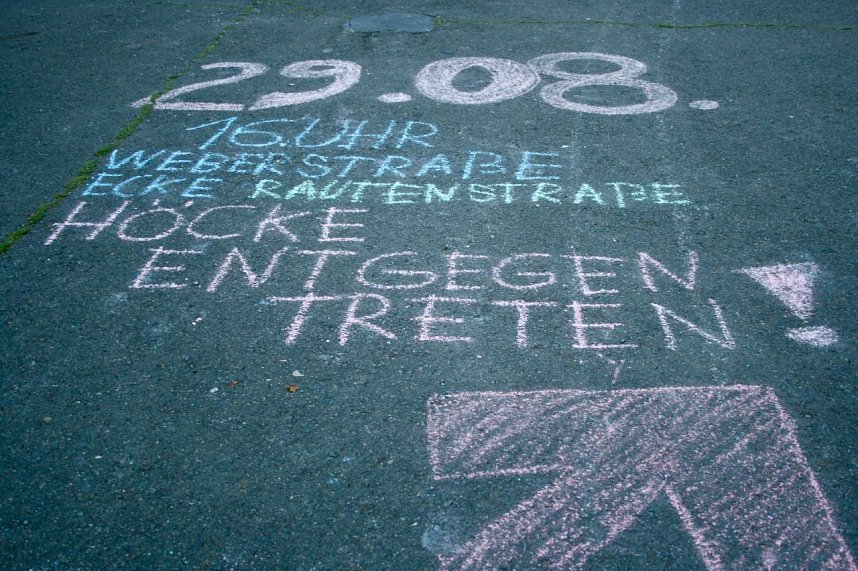 29.08.
16 UHR
WEBERSTRAßE
ECKE RAUTENSTRAßE
HÖCKE
ENTGEGEN
TRETEN!